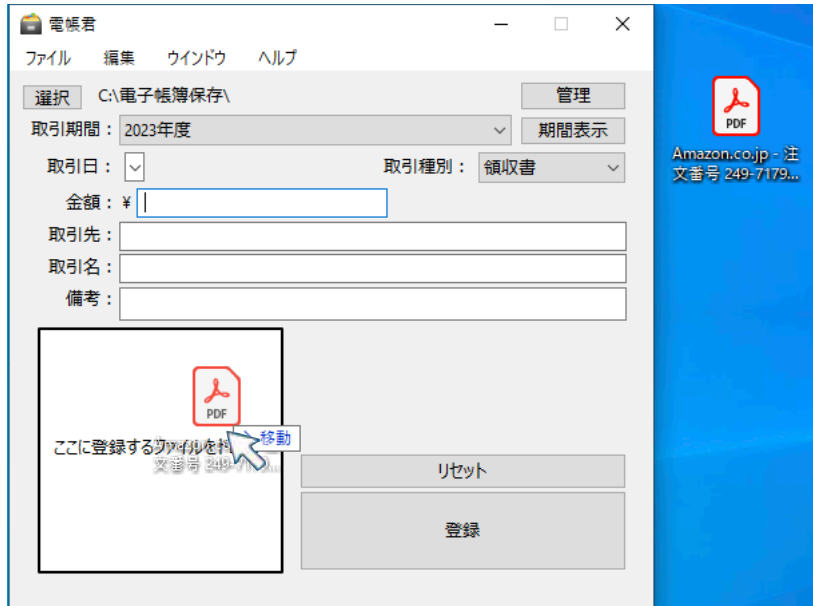 電帳君
ファイル 編集 ウインドウ ヘルプ
選択 C:\電子帳簿保存\ 管理
取引期間： 2023年度 期間表示
取引日： 取引種別： 領収書
金額：¥
取引先：
取引名：
備考：
PDF
Amazon.co.jp - 注
文番号 249-7179...
PDF
移動
ここに登録するファイルを
文番号
リセット
登録